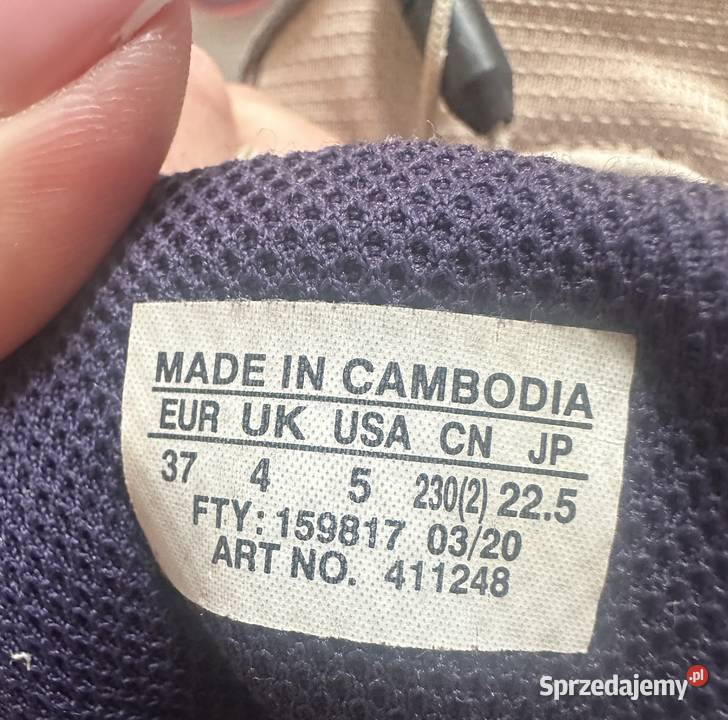 MADE IN CAMBODIA
EUR UK USA CN JP
37 4 5 230(2) 22.5
FTY: 159817 03/20
ART NO. 411248
Sprzedajemy.pl